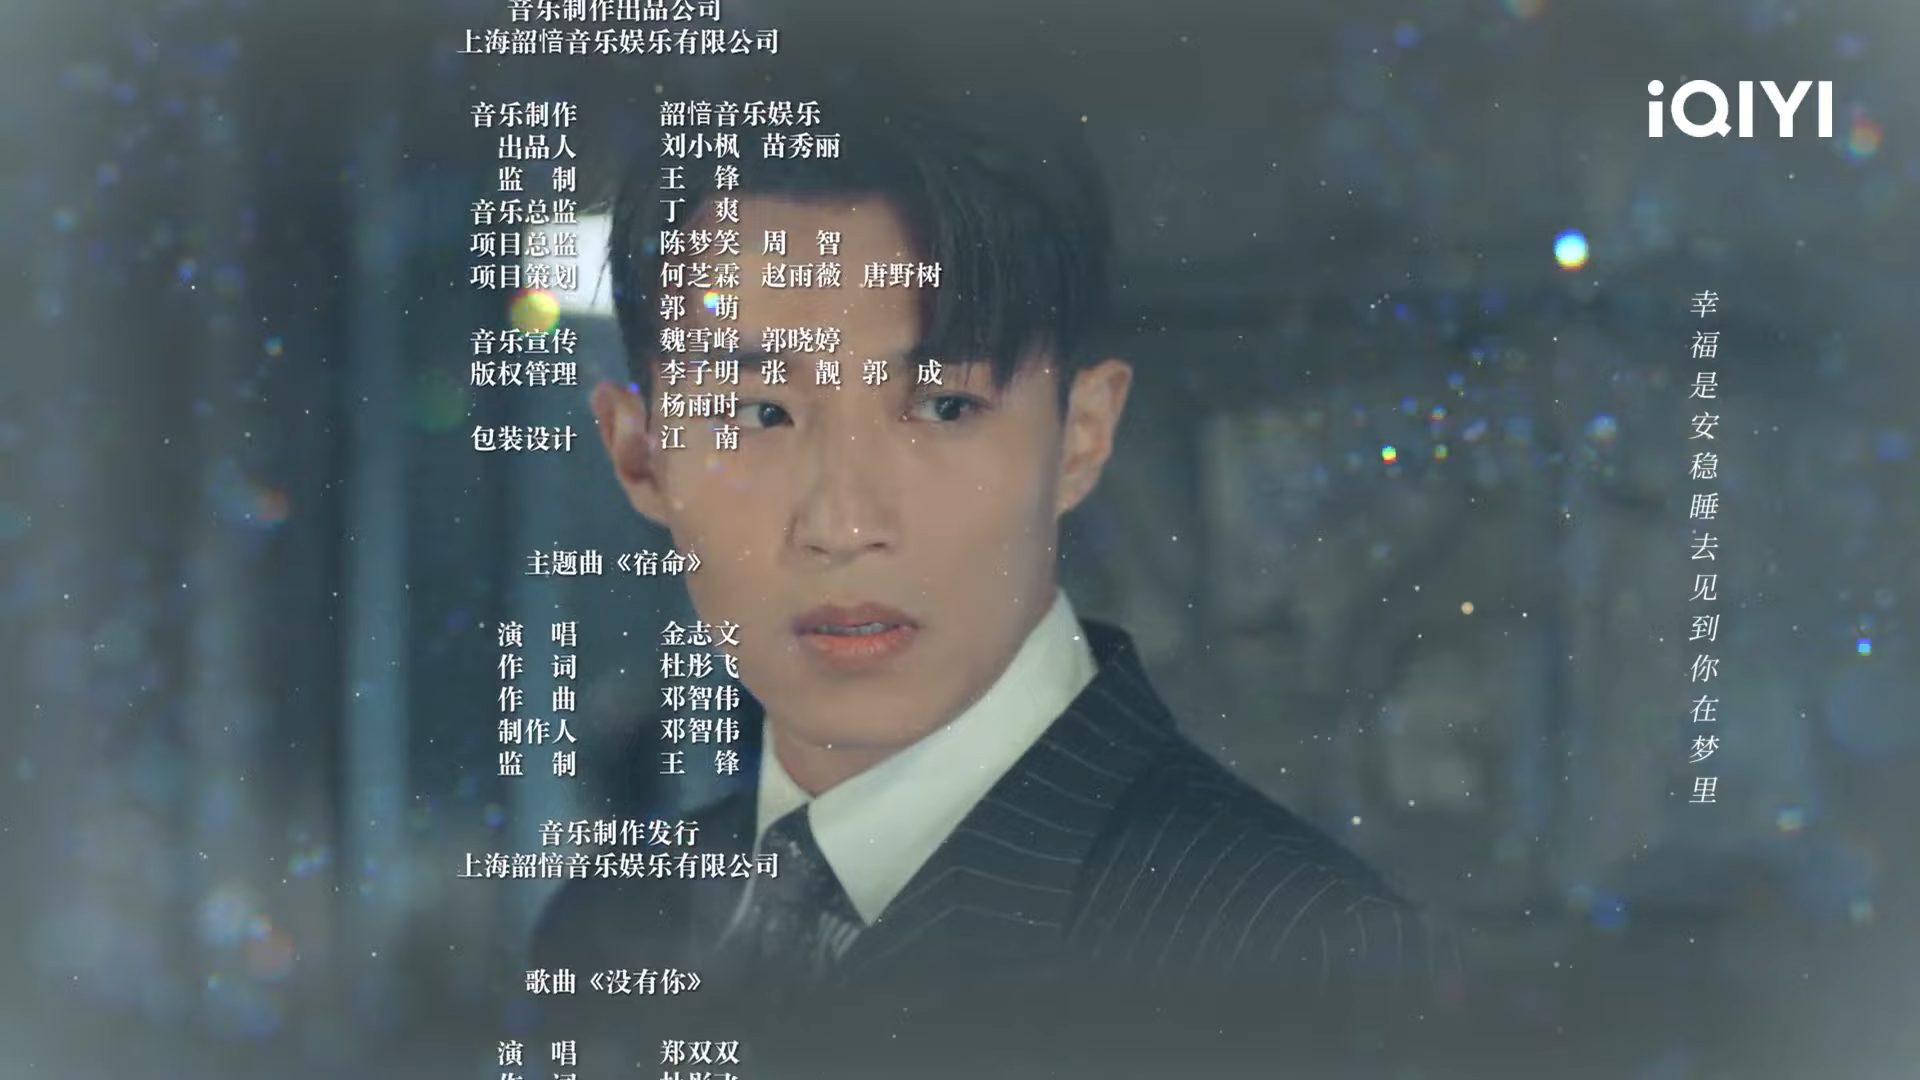 音乐制作出品公司
上海韶愔音乐娱乐有限公司
音乐制作 韶愔音乐娱乐
出品人 刘小枫 苗秀丽
监 制 王 锋
音乐总监 丁 爽
项目总监 陈梦笑 周 智
项目策划 何芝霖 赵雨薇 唐野树
郭 萌
音乐宣传 魏雪峰 郭晓婷
版权管理 李子明 张 靓 郭 成
杨雨时
包装设计 江 南
主题曲《宿命》
演 唱 金志文
作 词 杜彤飞
作 曲 邓智伟
制作人 邓智伟
监 制 王 锋
音乐制作发行
上海韶愔音乐娱乐有限公司
歌曲《没有你》
演 唱 郑双双
iQIYI
幸福是安稳睡去见到你在梦里